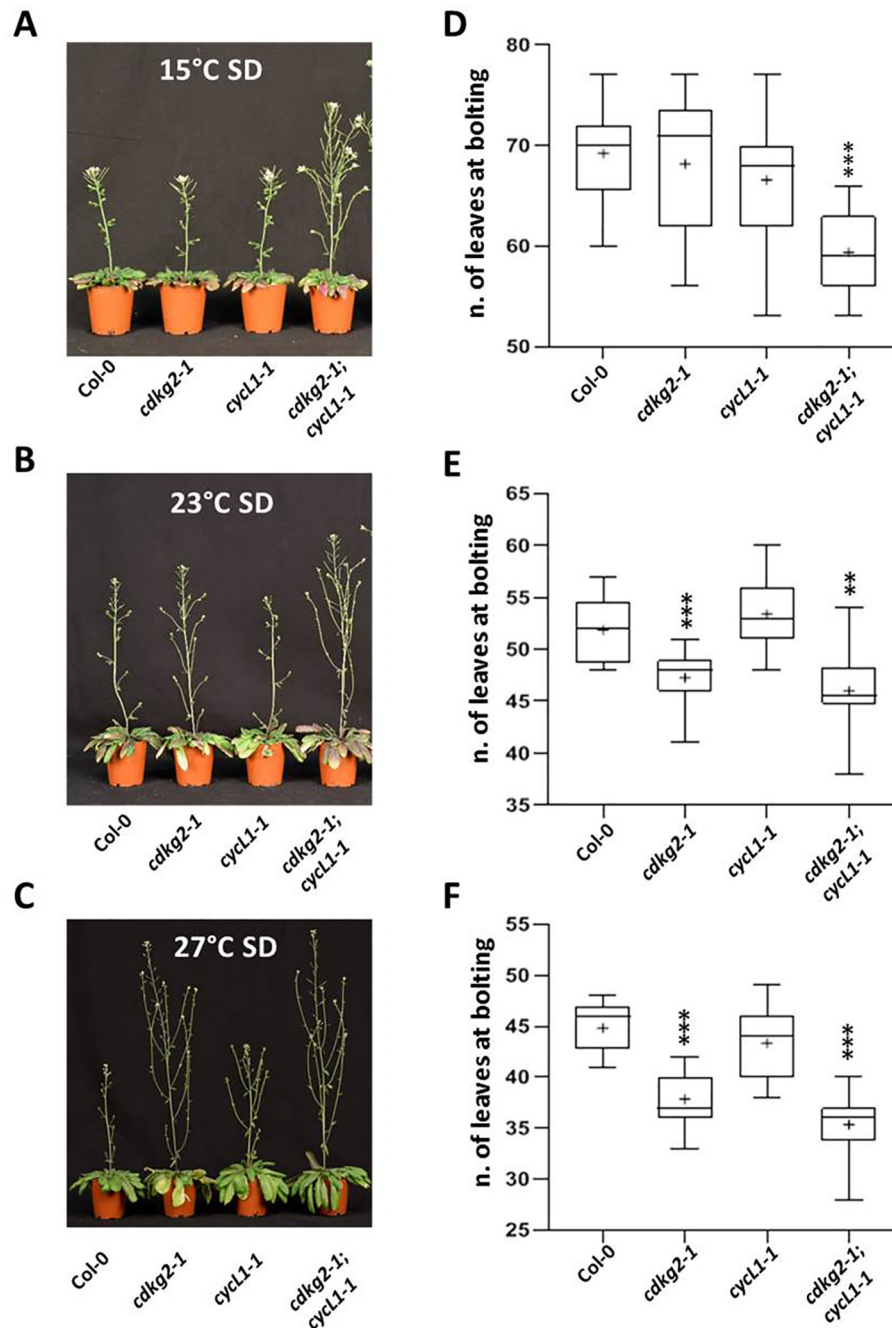 A
15°C SD
Col-0
cdkg2-1
cycL1-1
cdkg2-1;
cycL1-1
D
n. of leaves at bolting
80
70
60
50
***
Col-0
cdkg2-1
cycL1-1
cdkg2-1;
cycL1-1
B
23°C SD
Col-0
cdkg2-1
cycL1-1
cdkg2-1;
cycL1-1
E
n. of leaves at bolting
65
60
55
50
45
40
35
***
**
Col-0
cdkg2-1
cycL1-1
cdkg2-1;
cycL1-1
C
27°C SD
Col-0
cdkg2-1
cycL1-1
cdkg2-1;
cycL1-1
F
n. of leaves at bolting
55
50
45
40
35
30
25
***
***
Col-0
cdkg2-1
cycL1-1
cdkg2-1;
cycL1-1